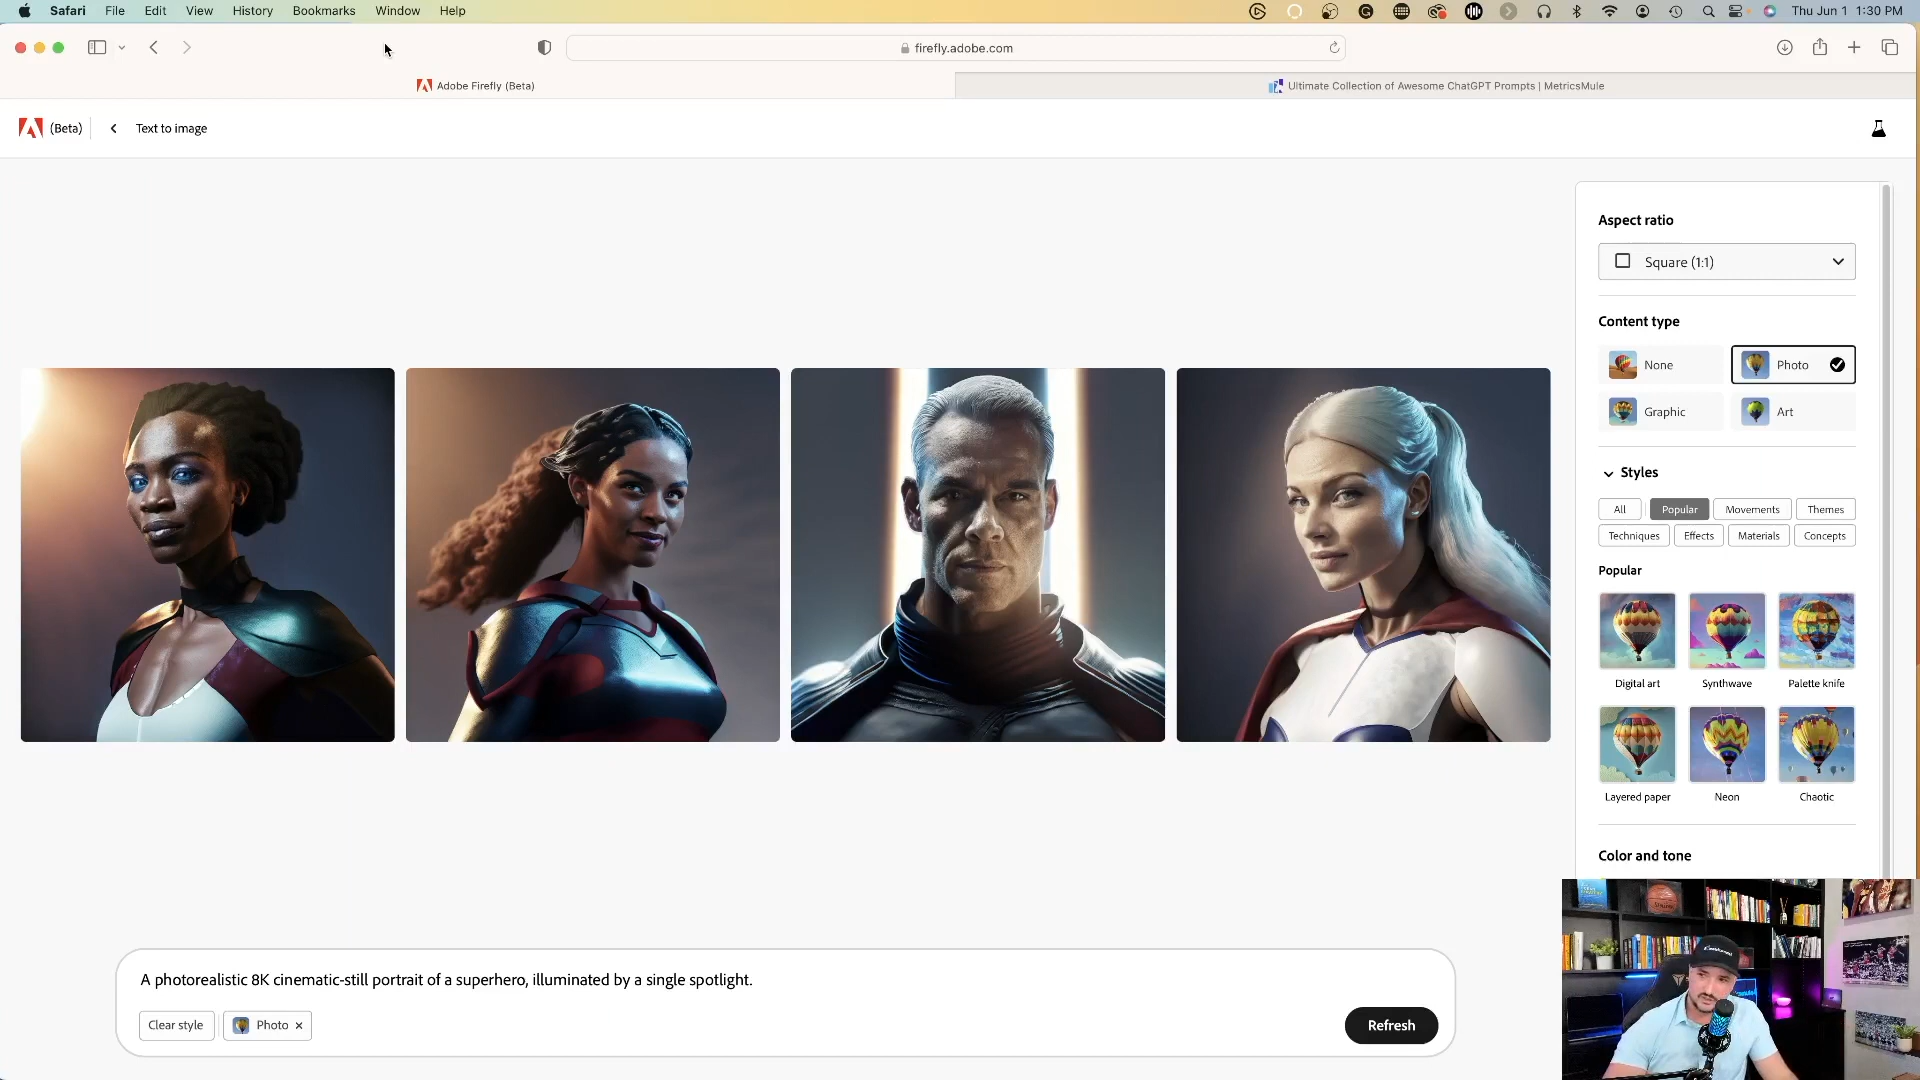 Safari File Edit View History Bookmarks Window Help Thu Jun 1 1:30 PM
firefly.adobe.com
Adobe Firefly (Beta) Ultimate Collection of Awesome ChatGPT Prompts | MetricsMule
(Beta) Text to image
Aspect ratio
Square (1:1)
Content type
None Photo
Graphic Art
Styles
All Popular Movements Themes
Techniques Effects Materials Concepts
Popular
Digital art Synthwave Palette knife
Layered paper Neon Chaotic
Color and tone
A photorealistic 8K cinematic-still portrait of a superhero, illuminated by a single spotlight.
Clear style Photo × Refresh